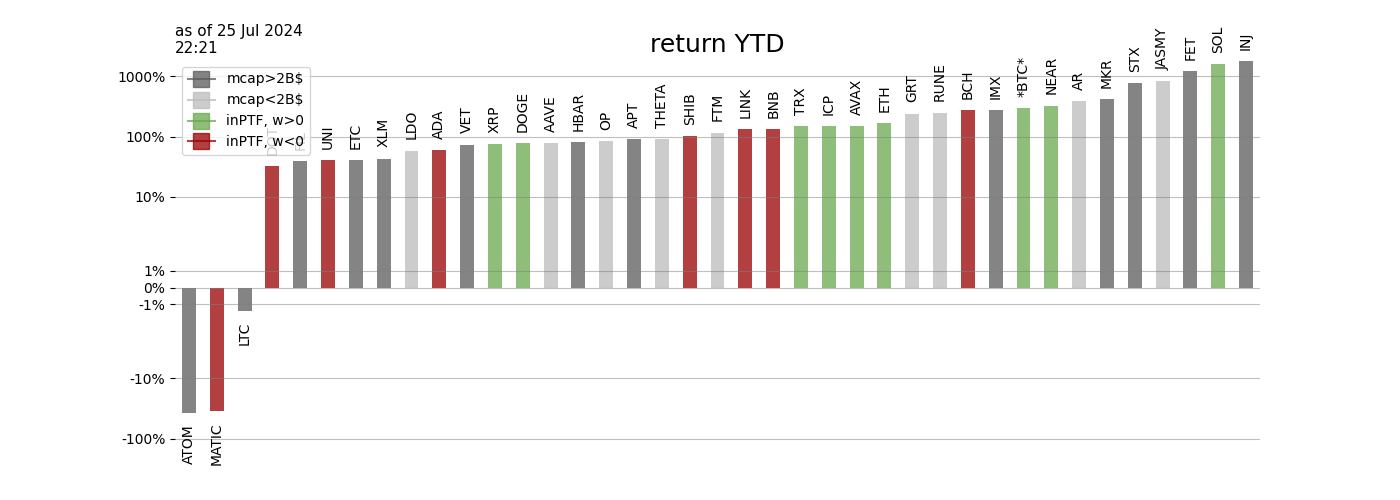 as of 25 Jul 2024
22:21
return YTD
mcap>2B$
mcap<2B$
inPTF, w>0
inPTF, w<0
1000%
100%
10%
1%
0%
-1%
-10%
-100%
ATOM
MATIC
LTC
DOT
FIL
UNI
ETC
XLM
LDO
ADA
VET
XRP
DOGE
AAVE
HBAR
OP
APT
THETA
SHIB
FTM
LINK
BNB
TRX
ICP
AVAX
ETH
GRT
RUNE
BCH
IMX
*BTC*
NEAR
AR
MKR
STX
JASMY
FET
SOL
INJ